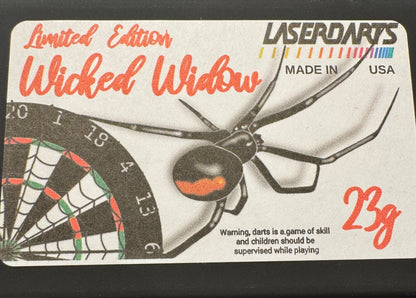 Limited Edition
Wicked Widow
LASERDARTS
MADE IN USA
20 1 18 4 13 6
23g
Warning, darts is a game of skill
and children should be
supervised while playing